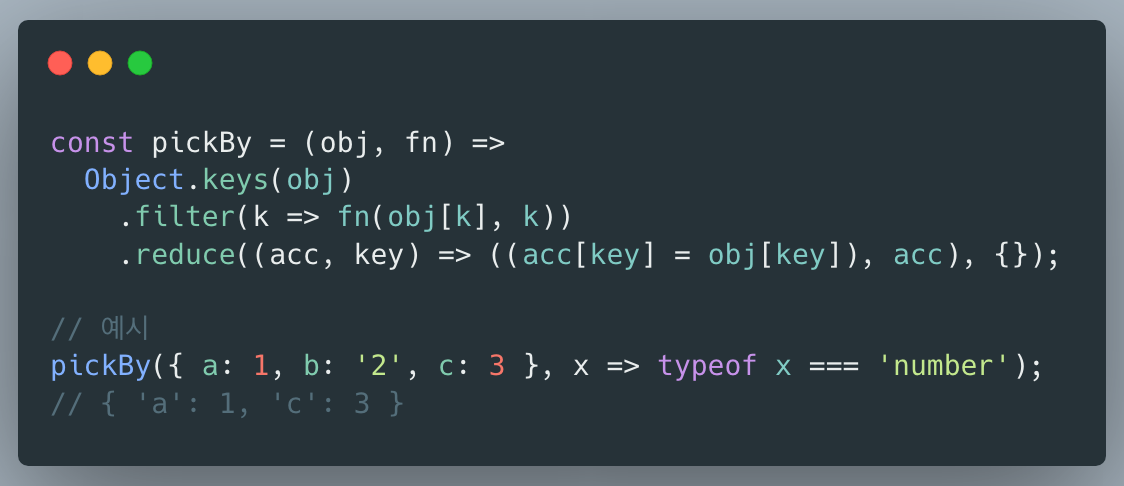 const pickBy = (obj, fn) =>
  Object.keys(obj)
    .filter(k => fn(obj[k], k))
    .reduce((acc, key) => ((acc[key] = obj[key]), acc), {});

// 예시
pickBy({ a: 1, b: '2', c: 3 }, x => typeof x === 'number');
// { 'a': 1, 'c': 3 }